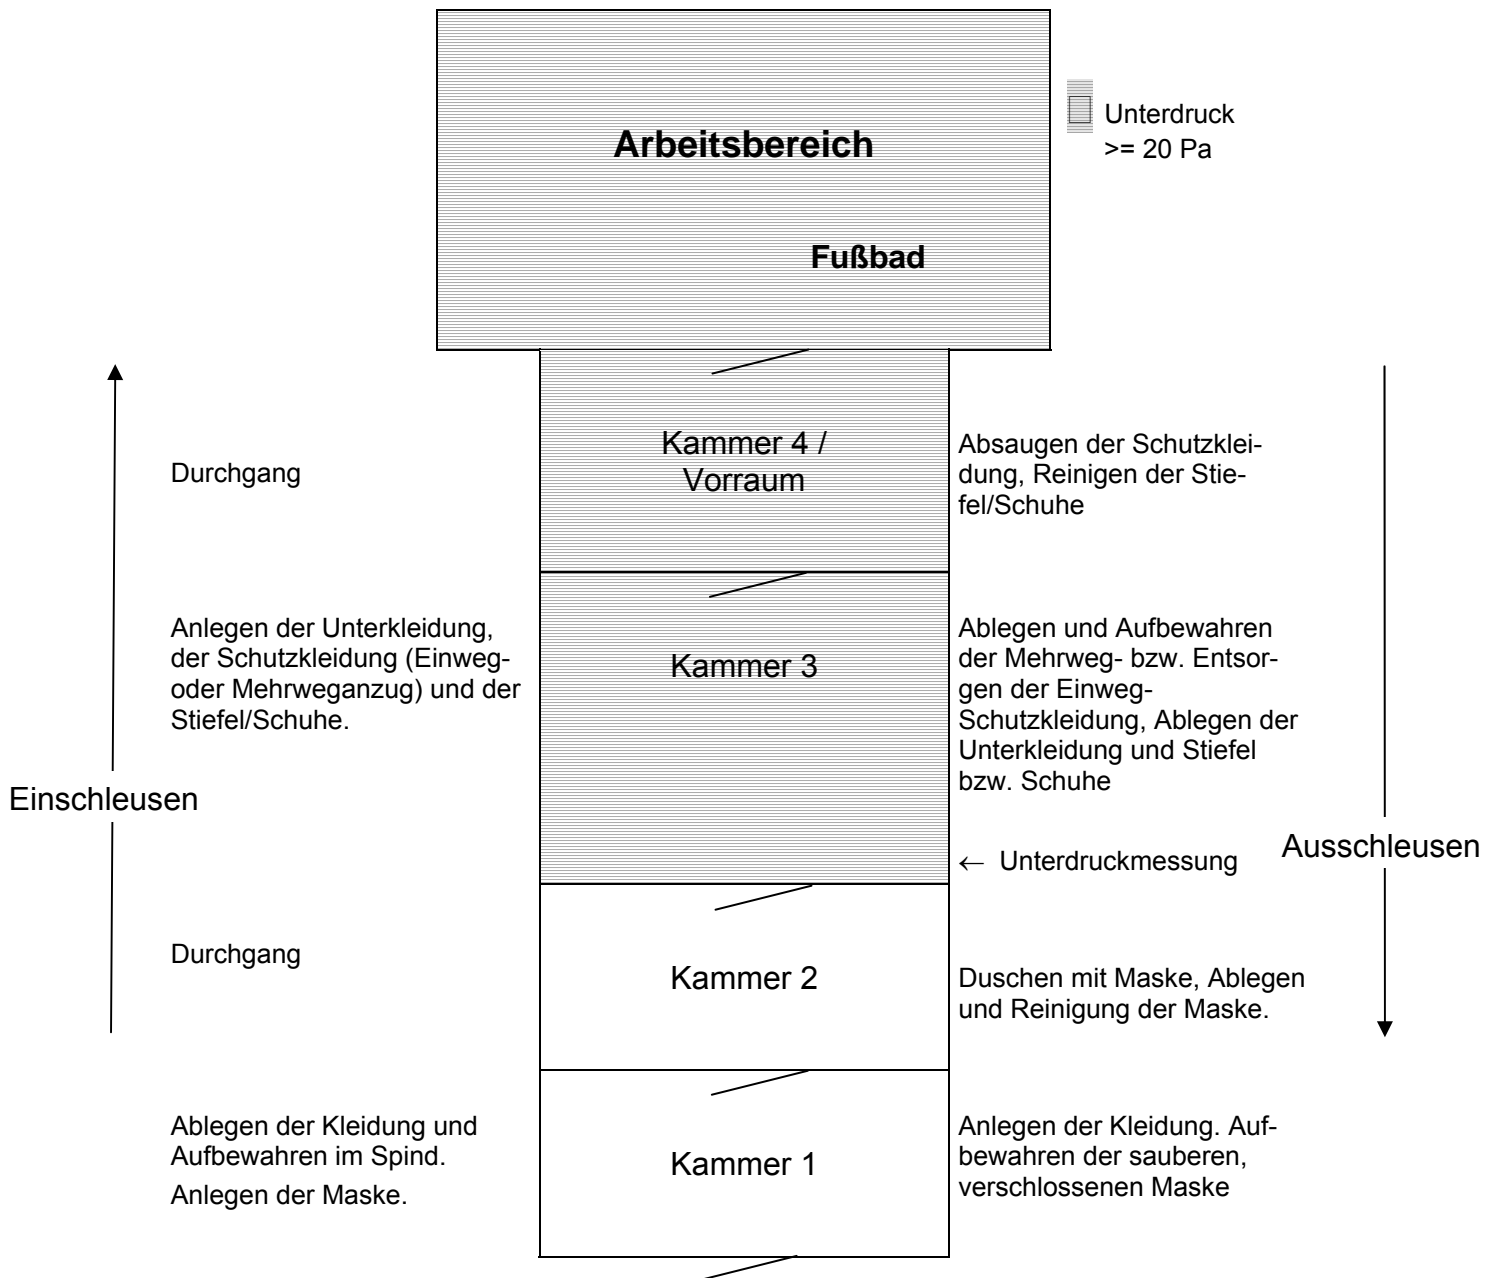 Arbeitsbereich
Unterdruck
>= 20 Pa
Fußbad
Durchgang
Kammer 4 /
Vorraum
Absaugen der Schutzklei-
dung, Reinigen der Stie-
fel/Schuhe
Anlegen der Unterkleidung,
der Schutzkleidung (Einweg-
oder Mehrweganzug) und der
Stiefel/Schuhe.
Kammer 3
Ablegen und Aufbewahren
der Mehrweg- bzw. Entsor-
gen der Einweg-
Schutzkleidung, Ablegen der
Unterkleidung und Stiefel
bzw. Schuhe
Einschleusen
← Unterdruckmessung
Ausschleusen
Durchgang
Kammer 2
Duschen mit Maske, Ablegen
und Reinigung der Maske.
Ablegen der Kleidung und
Aufbewahren im Spind.
Anlegen der Maske.
Kammer 1
Anlegen der Kleidung. Auf-
bewahren der sauberen,
verschlossenen Maske